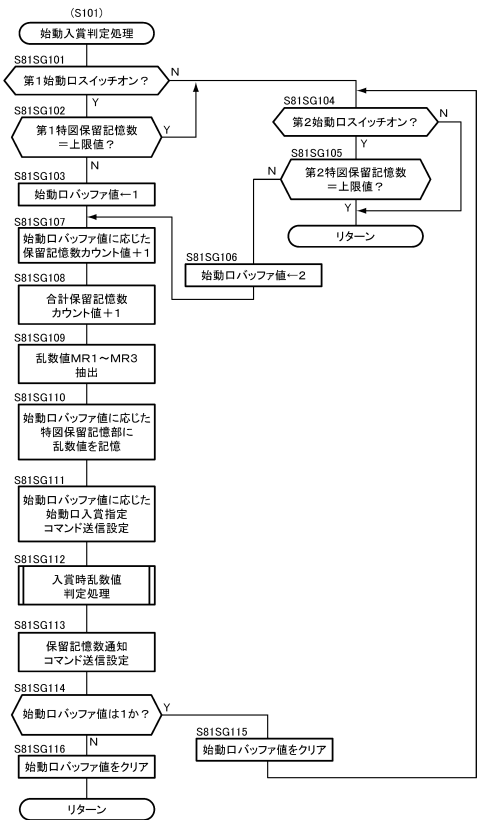 (S101)
始動入賞判定処理
S81SG101
第1始動口スイッチオン？
N
Y
S81SG102
第1特図保留記憶数
＝上限値？
Y
N
S81SG103
始動口バッファ値←1
S81SG104
第2始動口スイッチオン？
N
Y
S81SG105
第2特図保留記憶数
＝上限値？
N
Y
リターン
S81SG106
始動口バッファ値←2
S81SG107
始動口バッファ値に応じた
保留記憶数カウント値＋1
S81SG108
合計保留記憶数
カウント値＋1
S81SG109
乱数値MR1～MR3
抽出
S81SG110
始動口バッファ値に応じた
特図保留記憶部に
乱数値を記憶
S81SG111
始動口バッファ値に応じた
始動口入賞指定
コマンド送信設定
S81SG112
入賞時乱数値
判定処理
S81SG113
保留記憶数通知
コマンド送信設定
S81SG114
始動口バッファ値は1か？
Y
N
S81SG115
始動口バッファ値をクリア
S81SG116
始動口バッファ値をクリア
リターン